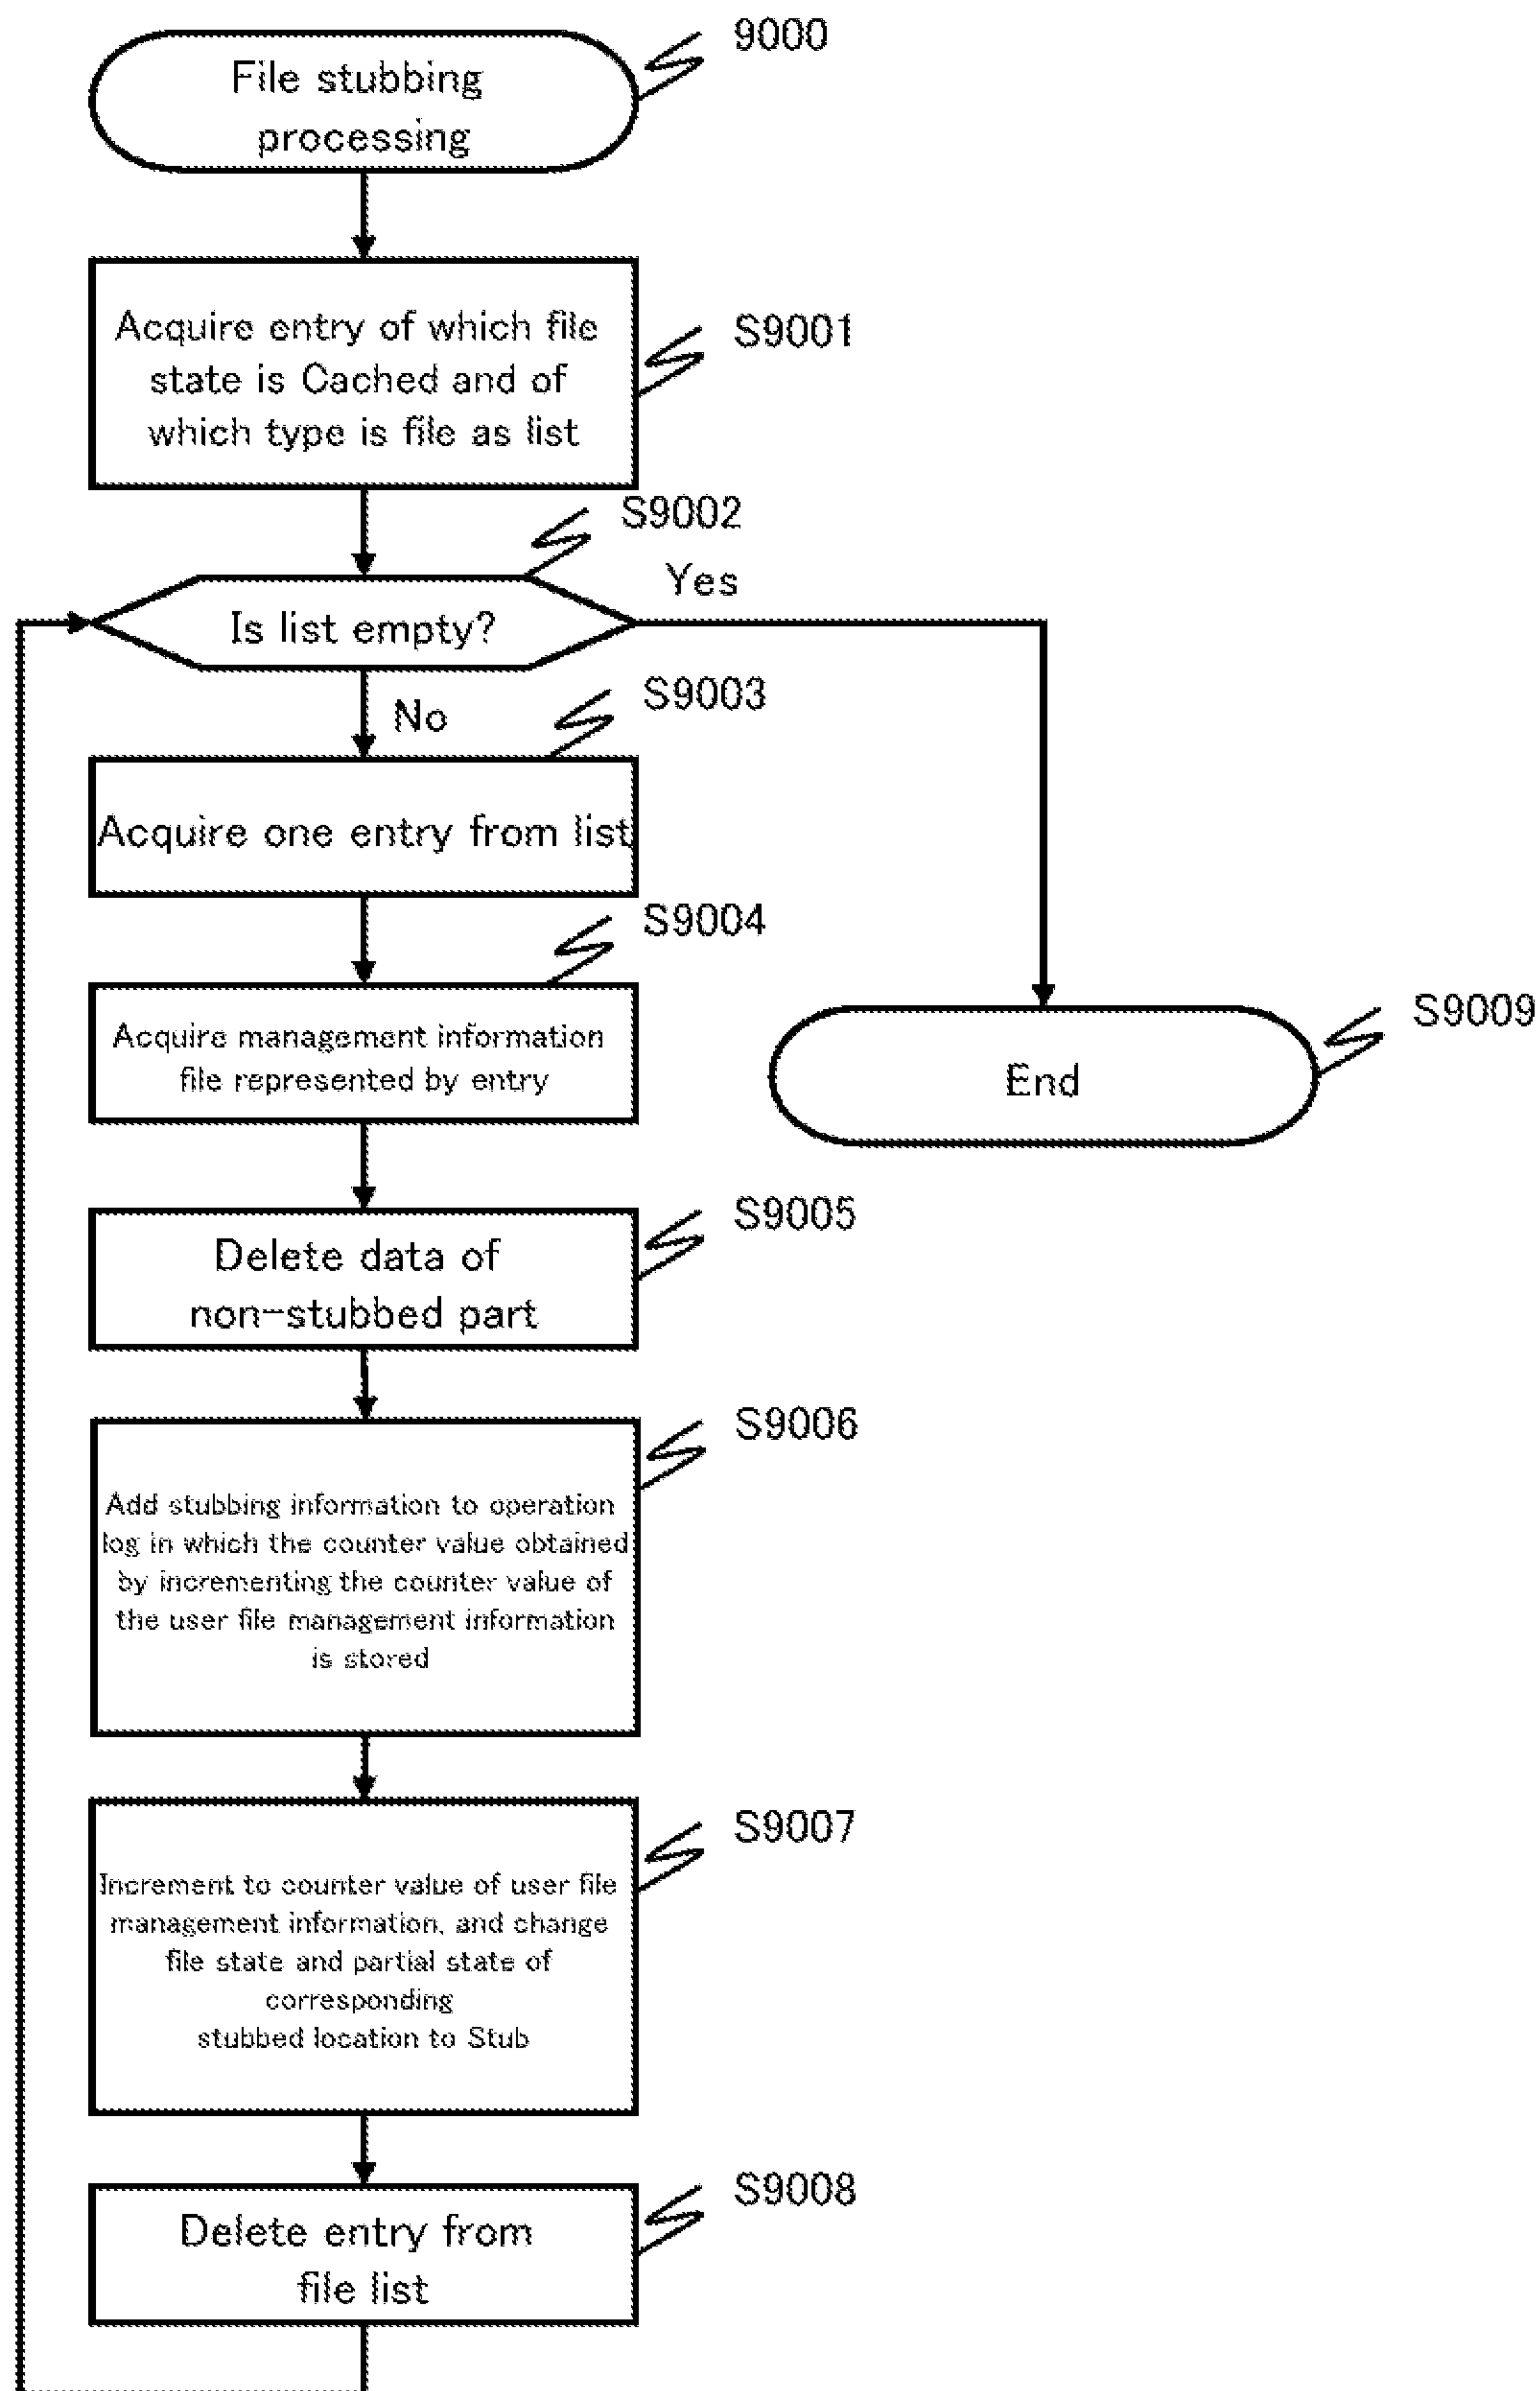 9000
File stubbing
processing
S9001
Acquire entry of which file
state is Cached and of
which type is file as list
S9002
Yes
Is list empty?
No
S9003
Acquire one entry from list
S9004
Acquire management information
file represented by entry
S9009
End
S9005
Delete data of
non-stubbed part
S9006
Add stubbing information to operation
log in which the counter value obtained
by incrementing the counter value of
the user file management information
is stored
S9007
Increment to counter value of user file
management information, and change
file state and partial state of
corresponding
stubbed location to Stub
S9008
Delete entry from
file list